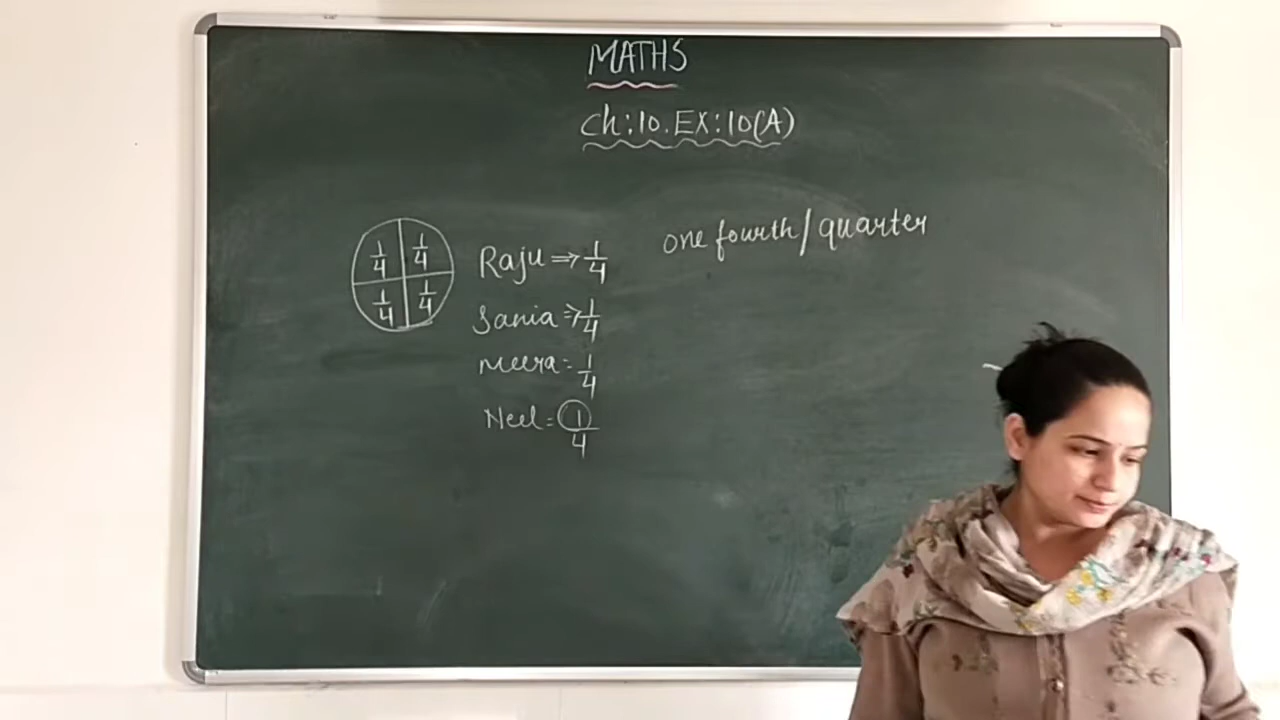 MATHS
Ch:10.EX:10(A)
1/4 1/4
1/4 1/4
Raju ⇒ 1/4
Sania ⇒ 1/4
Meera = 1/4
Neel = 1/4
one fourth/quarter